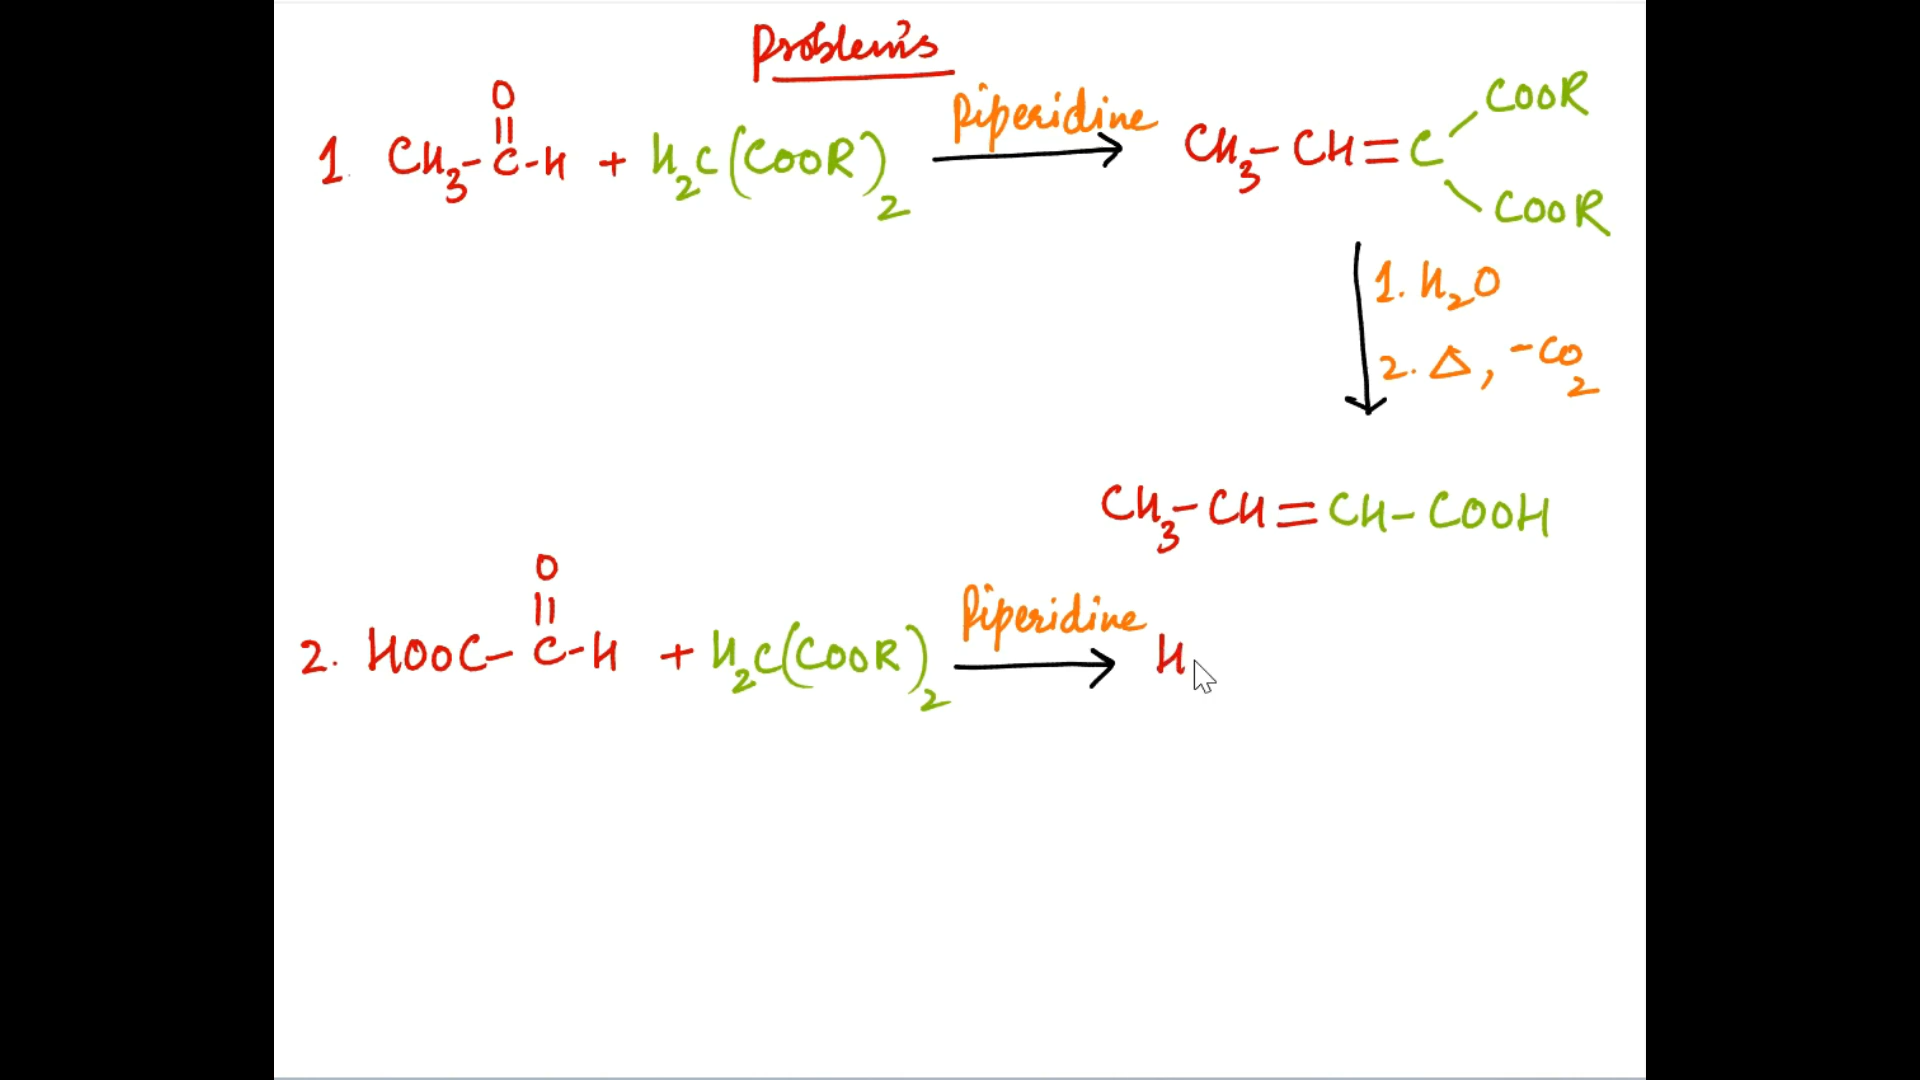 Problems
1. CH3-C(=O)-H + H2C(COOR)2 Piperidine → CH3-CH=C(COOR)COOR
1. H2O
2. Δ, -CO2
CH3-CH=CH-COOH
2. HOOC-C(=O)-H + H2C(COOR)2 Piperidine → H